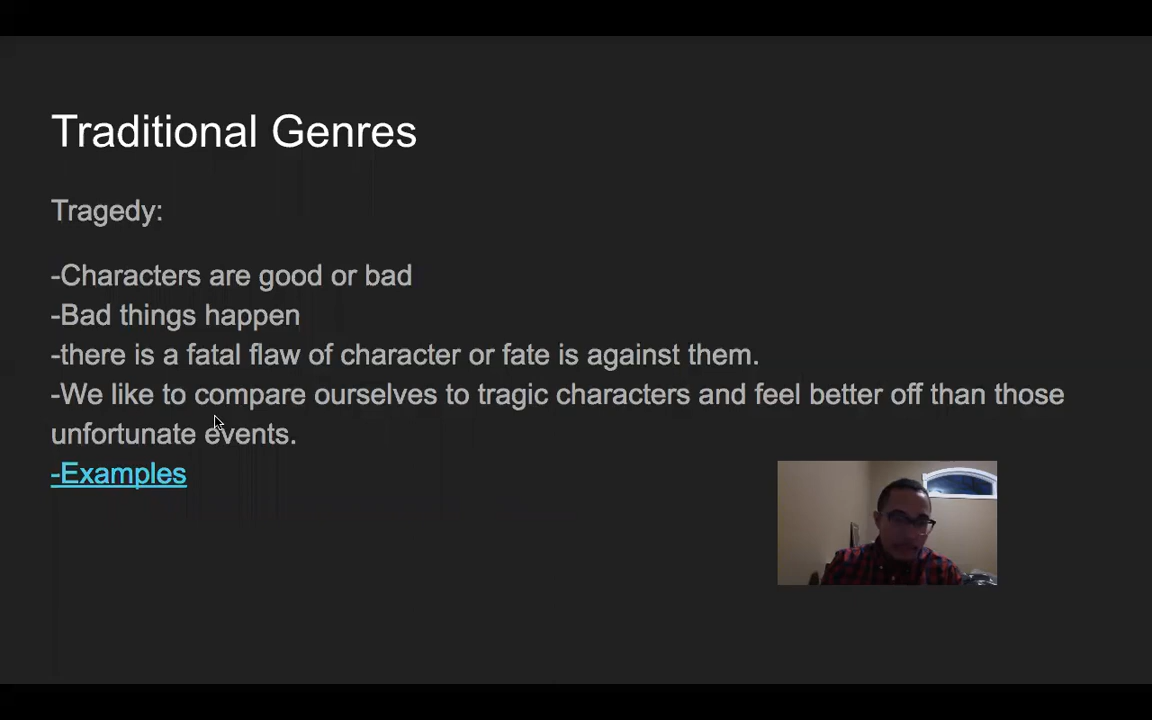 Traditional Genres
Tragedy:
-Characters are good or bad
-Bad things happen
-there is a fatal flaw of character or fate is against them.
-We like to compare ourselves to tragic characters and feel better off than those
unfortunate events.
-Examples